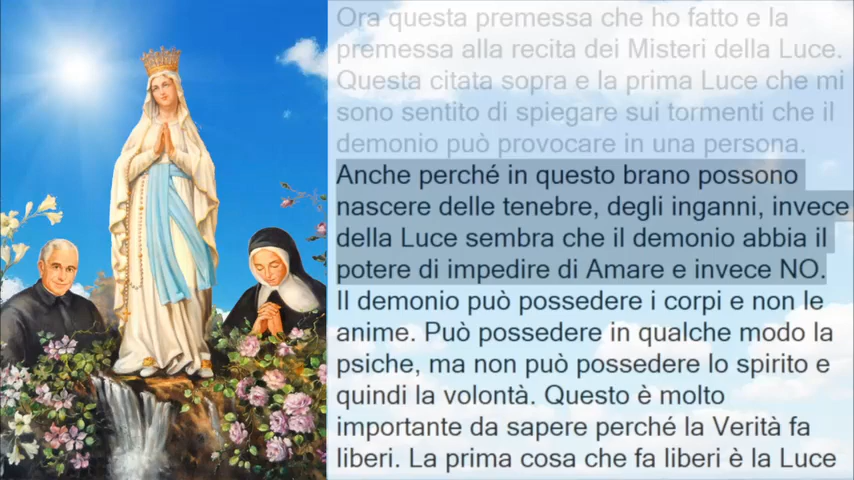 Ora questa premessa che ho fatto e la
premessa alla recita dei Misteri della Luce.
Questa citata sopra e la prima Luce che mi
sono sentito di spiegare sui tormenti che il
demonio può provocare in una persona.
Anche perché in questo brano possono
nascere delle tenebre, degli inganni, invece
della Luce sembra che il demonio abbia il
potere di impedire di Amare e invece NO.
Il demonio può possedere i corpi e non le
anime. Può possedere in qualche modo la
psiche, ma non può possedere lo spirito e
quindi la volontà. Questo è molto
importante da sapere perché la Verità fa
liberi. La prima cosa che fa liberi è la Luce